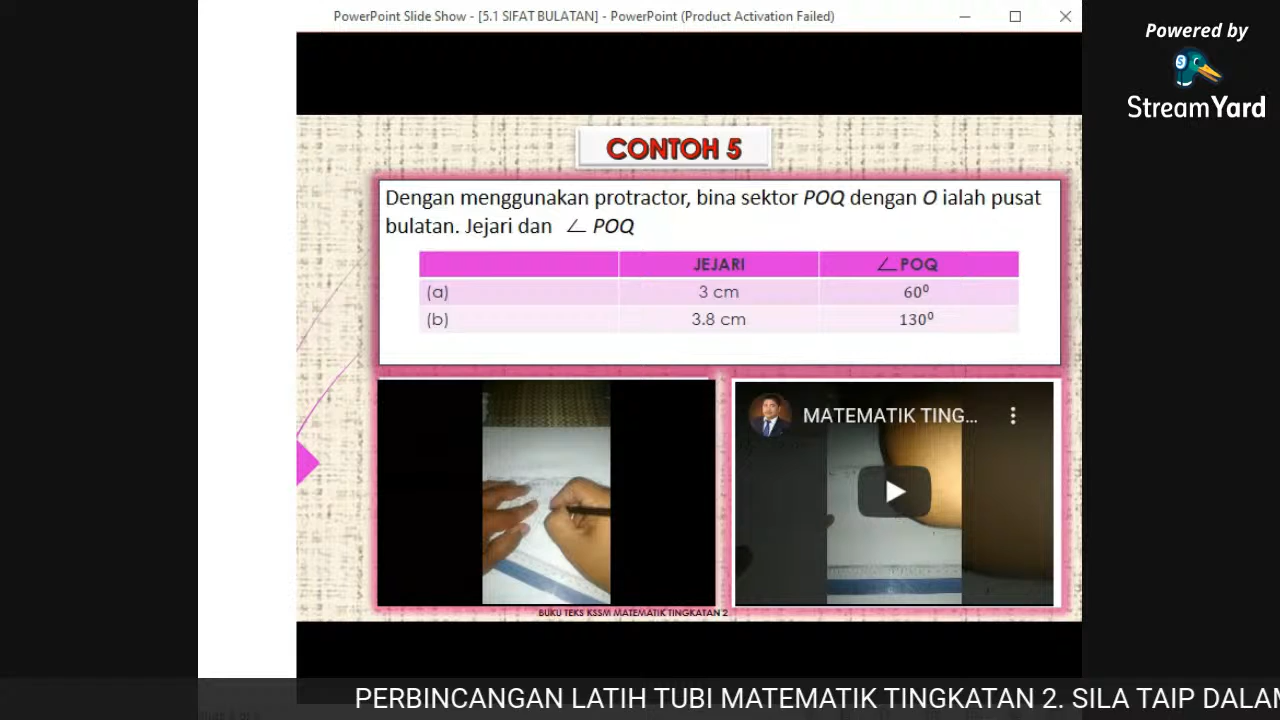 PowerPoint Slide Show - [5.1 SIFAT BULATAN] - PowerPoint (Product Activation Failed)
Powered by
StreamYard
CONTOH 5
Dengan menggunakan protractor, bina sektor POQ dengan O ialah pusat
bulatan. Jejari dan ∠ POQ
JEJARI ∠POQ
(a) 3 cm 60⁰
(b) 3.8 cm 130⁰
MATEMATIK TING...
BUKU TEKS KSSM MATEMATIK TINGKATAN 2
PERBINCANGAN LATIH TUBI MATEMATIK TINGKATAN 2. SILA TAIP DALAM